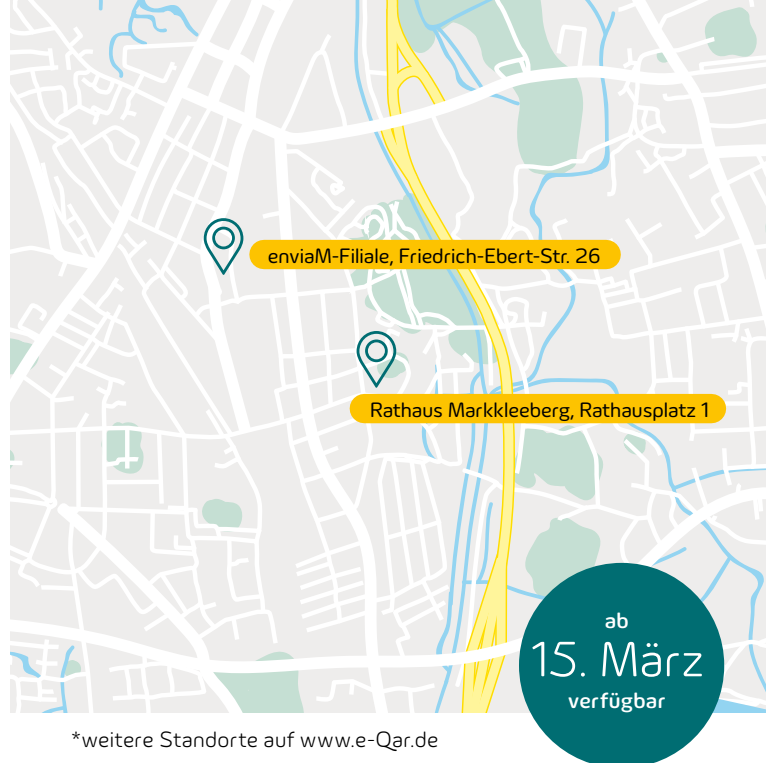 enviaM-Filiale, Friedrich-Ebert-Str. 26
Rathaus Markkleeberg, Rathausplatz 1
ab
15. März
verfügbar
*weitere Standorte auf www.e-Qar.de